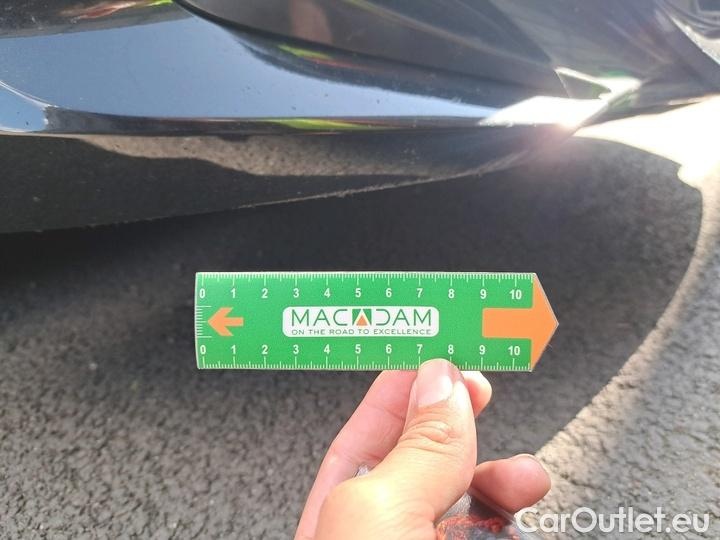 0 1 2 3 4 5 6 7 8 9 10
MACADAM
ON THE ROAD TO EXCELLENCE
0 1 2 3 4 5 6 7 8 9 10
CarOutlet.eu